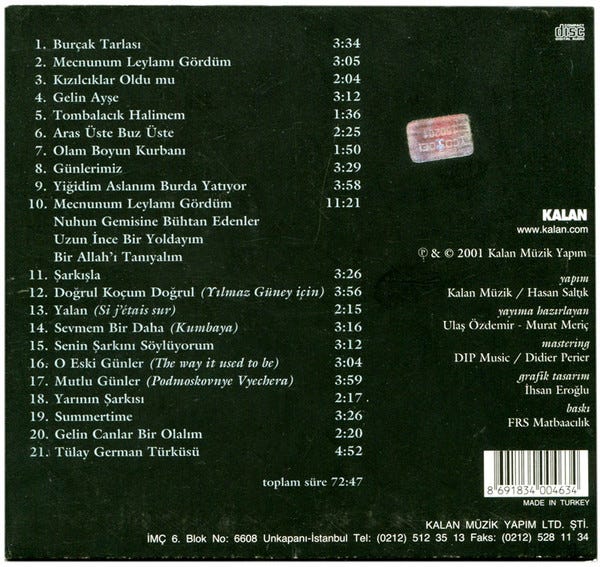 COMPACT
disc
DIGITAL AUDIO
1. Burçak Tarlası 3:34
2. Mecnunum Leylamı Gördüm 3:05
3. Kızılcıklar Oldu mu 2:04
4. Gelin Ayşe 3:12
5. Tombalacık Halimem 1:36
6. Aras Üste Buz Üste 2:25
7. Olam Boyun Kurbanı 1:50
8. Günlerimiz 3:29
9. Yiğidim Aslanım Burda Yatıyor 3:58
10. Mecnunum Leylamı Gördüm 11:21
Nuhun Gemisine Bühtan Edenler
Uzun İnce Bir Yoldayım
Bir Allah'ı Tanıyalım
11. Şarkışla 3:26
12. Doğrul Koçum Doğrul (Yılmaz Güney için) 3:56
13. Yalan (Si j'étais sur) 2:15
14. Sevmem Bir Daha (Kumbaya) 3:16
15. Senin Şarkını Söylüyorum 3:12
16. O Eski Günler (The way it used to be) 3:04
17. Mutlu Günler (Podmoskovnye Vyechera) 3:59
18. Yarının Şarkısı 2:17
19. Summertime 3:26
20. Gelin Canlar Bir Olalım 2:20
21. Tülay German Türküsü 4:52
toplam süre 72:47
KALAN
www.kalan.com
℗ & © 2001 Kalan Müzik Yapım
yapım
Kalan Müzik / Hasan Saltık
yayıma hazırlayan
Ulaş Özdemir - Murat Meriç
mastering
DIP Music / Didier Perier
grafik tasarım
İhsan Eroğlu
baskı
FRS Matbaacılık
8 691834 004634
MADE IN TURKEY
KALAN MÜZİK YAPIM LTD. ŞTİ.
İMÇ 6. Blok No: 6608 Unkapanı-İstanbul Tel: (0212) 512 35 13 Faks: (0212) 528 11 34